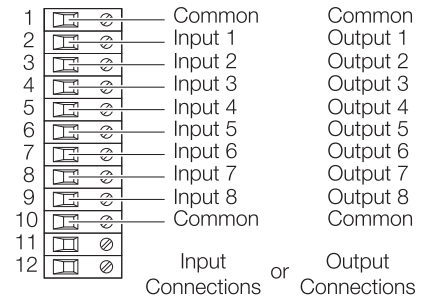 1 Common Common
2 Input 1 Output 1
3 Input 2 Output 2
4 Input 3 Output 3
5 Input 4 Output 4
6 Input 5 Output 5
7 Input 6 Output 6
8 Input 7 Output 7
9 Input 8 Output 8
10 Common Common
11
12
Input Connections or Output Connections